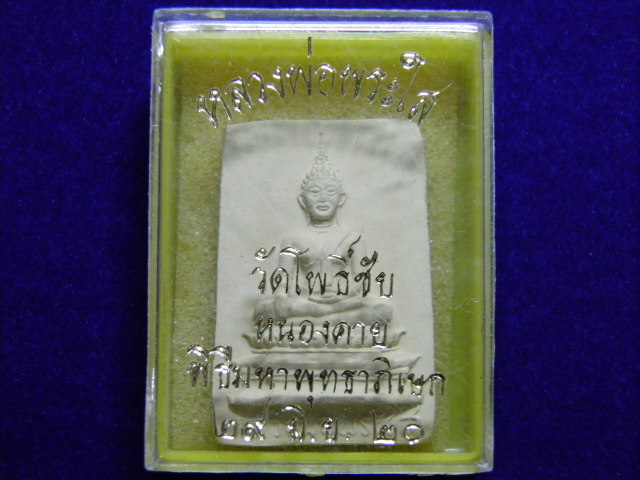 หลวงพ่อพระใส
วัดโพธิ์ชัย
หนองคาย
พิธีมหาพุทธาภิเษก
๒๙ มิ.ย. ๒๐